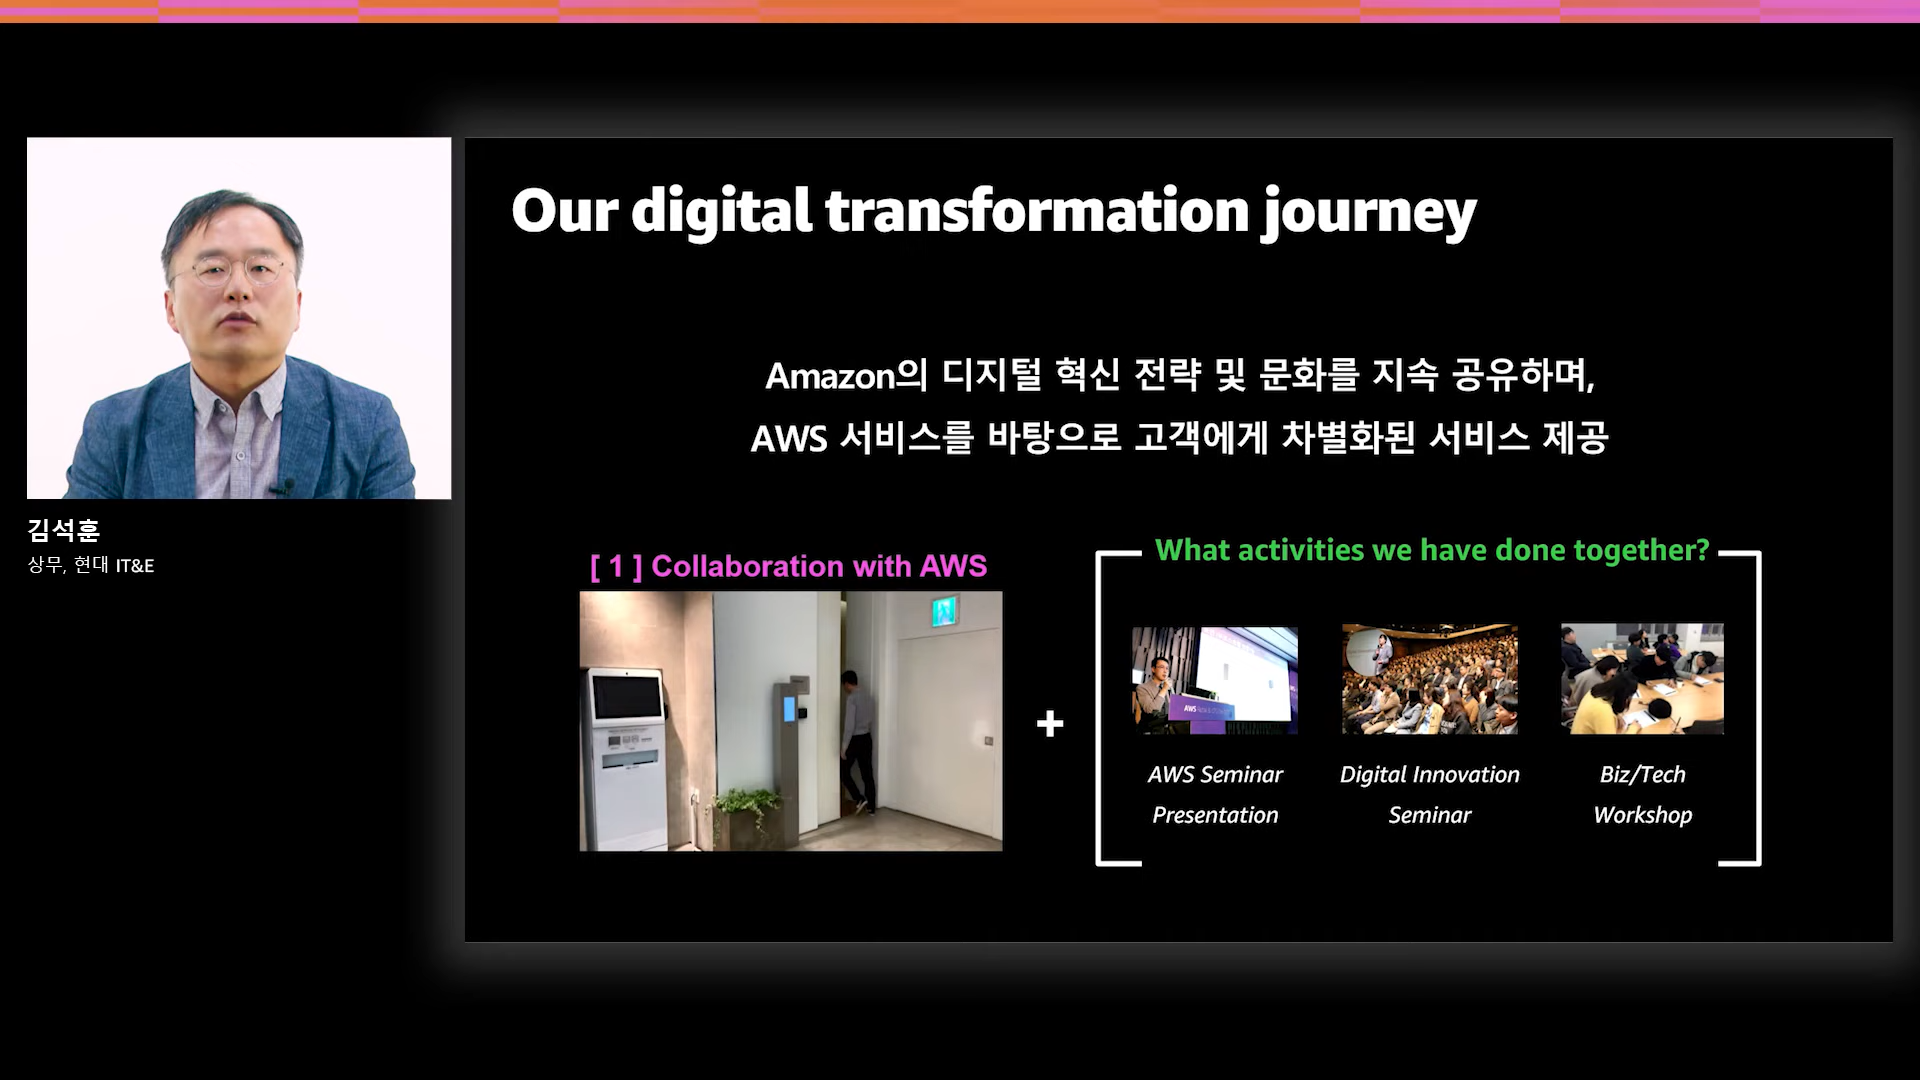 김석훈
상무, 현대 IT&E
Our digital transformation journey
Amazon의 디지털 혁신 전략 및 문화를 지속 공유하며,
AWS 서비스를 바탕으로 고객에게 차별화된 서비스 제공
[ 1 ] Collaboration with AWS
+
What activities we have done together?
AWS
AWS Seminar
Presentation
Digital Innovation
Seminar
Biz/Tech
Workshop